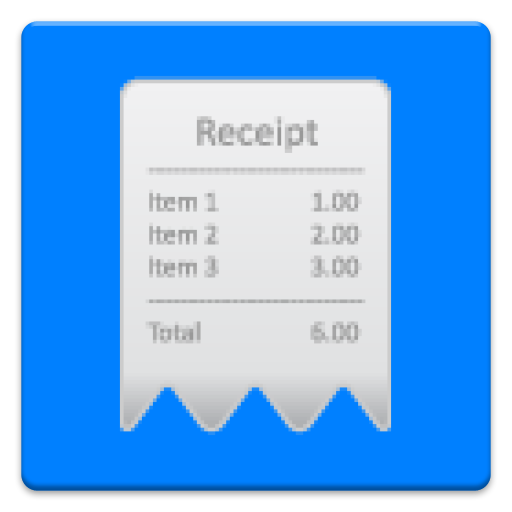 Receipt
Item 1 1.00
Item 2 2.00
Item 3 3.00
Total 6.00